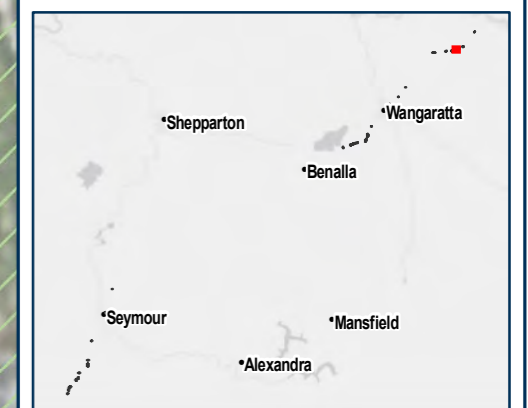 Wangaratta
Shepparton
Benalla
Seymour
Mansfield
Alexandra